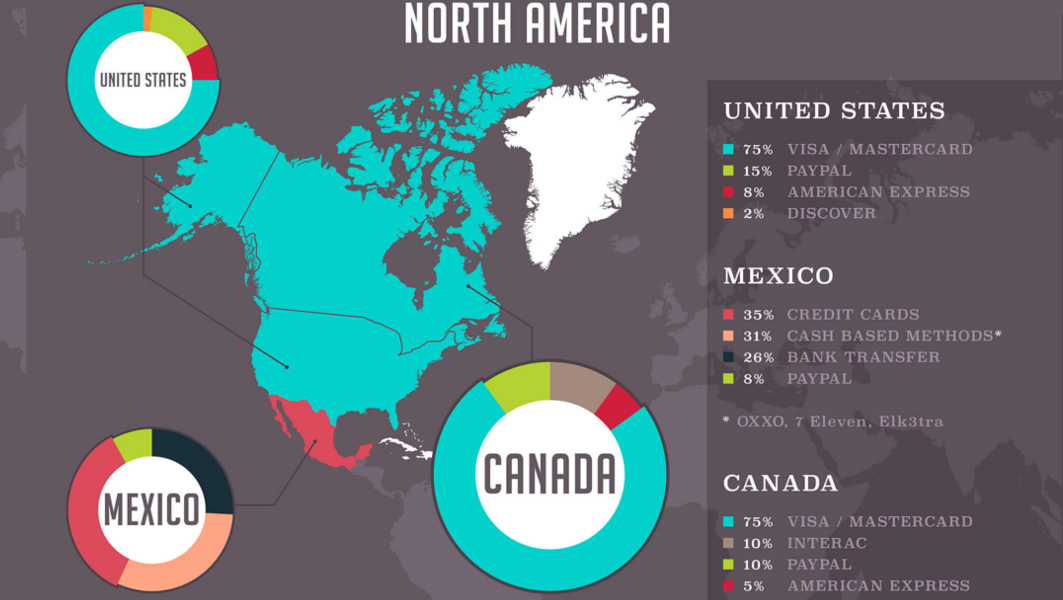 NORTH AMERICA
UNITED STATES
UNITED STATES
75% VISA / MASTERCARD
15% PAYPAL
8% AMERICAN EXPRESS
2% DISCOVER
MEXICO
35% CREDIT CARDS
31% CASH BASED METHODS*
26% BANK TRANSFER
8% PAYPAL
* OXXO, 7 Eleven, Elk3tra
MEXICO
CANADA
CANADA
75% VISA / MASTERCARD
10% INTERAC
10% PAYPAL
5% AMERICAN EXPRESS